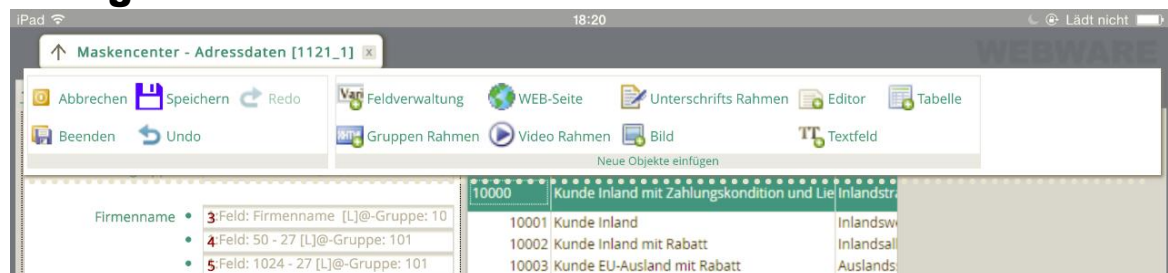 iPad 18:20 Lädt nicht
Maskencenter - Adressdaten [1121_1] x
WEBWARE
Abbrechen Speichern Redo Feldverwaltung WEB-Seite Unterschrifts Rahmen Editor Tabelle
Beenden Undo Gruppen Rahmen Video Rahmen Bild Textfeld
Neue Objekte einfügen
10000 Kunde Inland mit Zahlungskondition und Lie Inlandstr
Firmenname • 3:Feld: Firmenname [L]@-Gruppe: 10
10001 Kunde Inland Inlandsw
• 4:Feld: 50 - 27 [L]@-Gruppe: 101
10002 Kunde Inland mit Rabatt Inlandsal
• 5:Feld: 1024 - 27 [L]@-Gruppe: 101
10003 Kunde EU-Ausland mit Rabatt Auslands